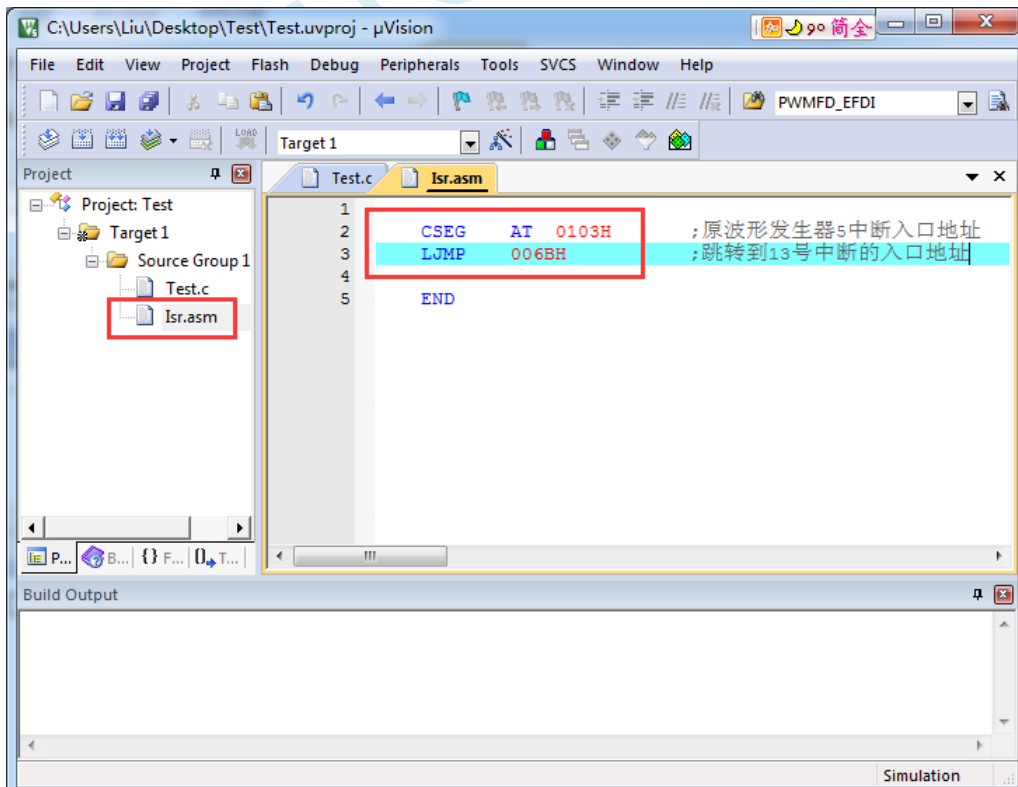 C:\Users\Liu\Desktop\Test\Test.uvproj - µVision
加 简全
File Edit View Project Flash Debug Peripherals Tools SVCS Window Help
PWMFD_EFDI
LOAD Target 1
Project
Test.c Isr.asm
Project: Test
Target 1
Source Group 1
Test.c
Isr.asm
1
2 CSEG AT 0103H ;原波形发生器5中断入口地址
3 LJMP 006BH ;跳转到13号中断的入口地址
4
5 END
P... B... {} F... 0 T...
Build Output
Simulation